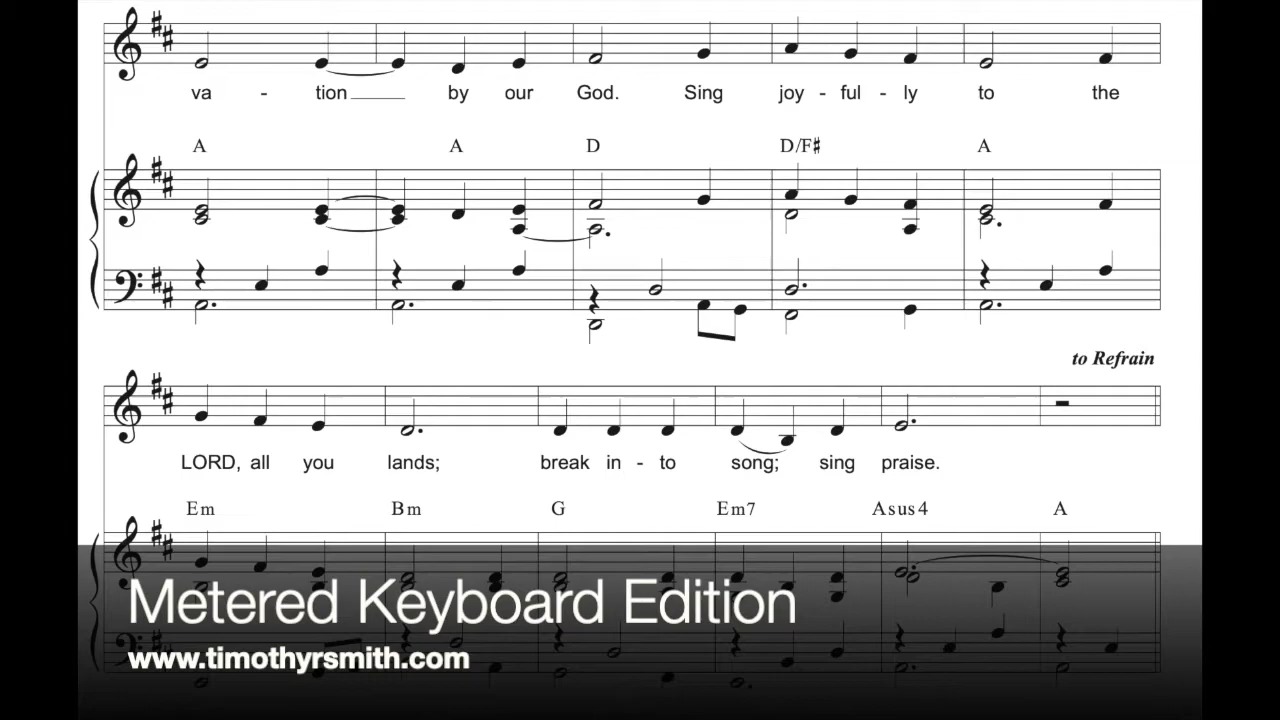 va - tion by our God. Sing joy - ful - ly to the
A A D D/F♯ A
to Refrain
LORD, all you lands; break in - to song; sing praise.
Em Bm G Em7 Asus4 A
Metered Keyboard Edition
www.timothyrsmith.com